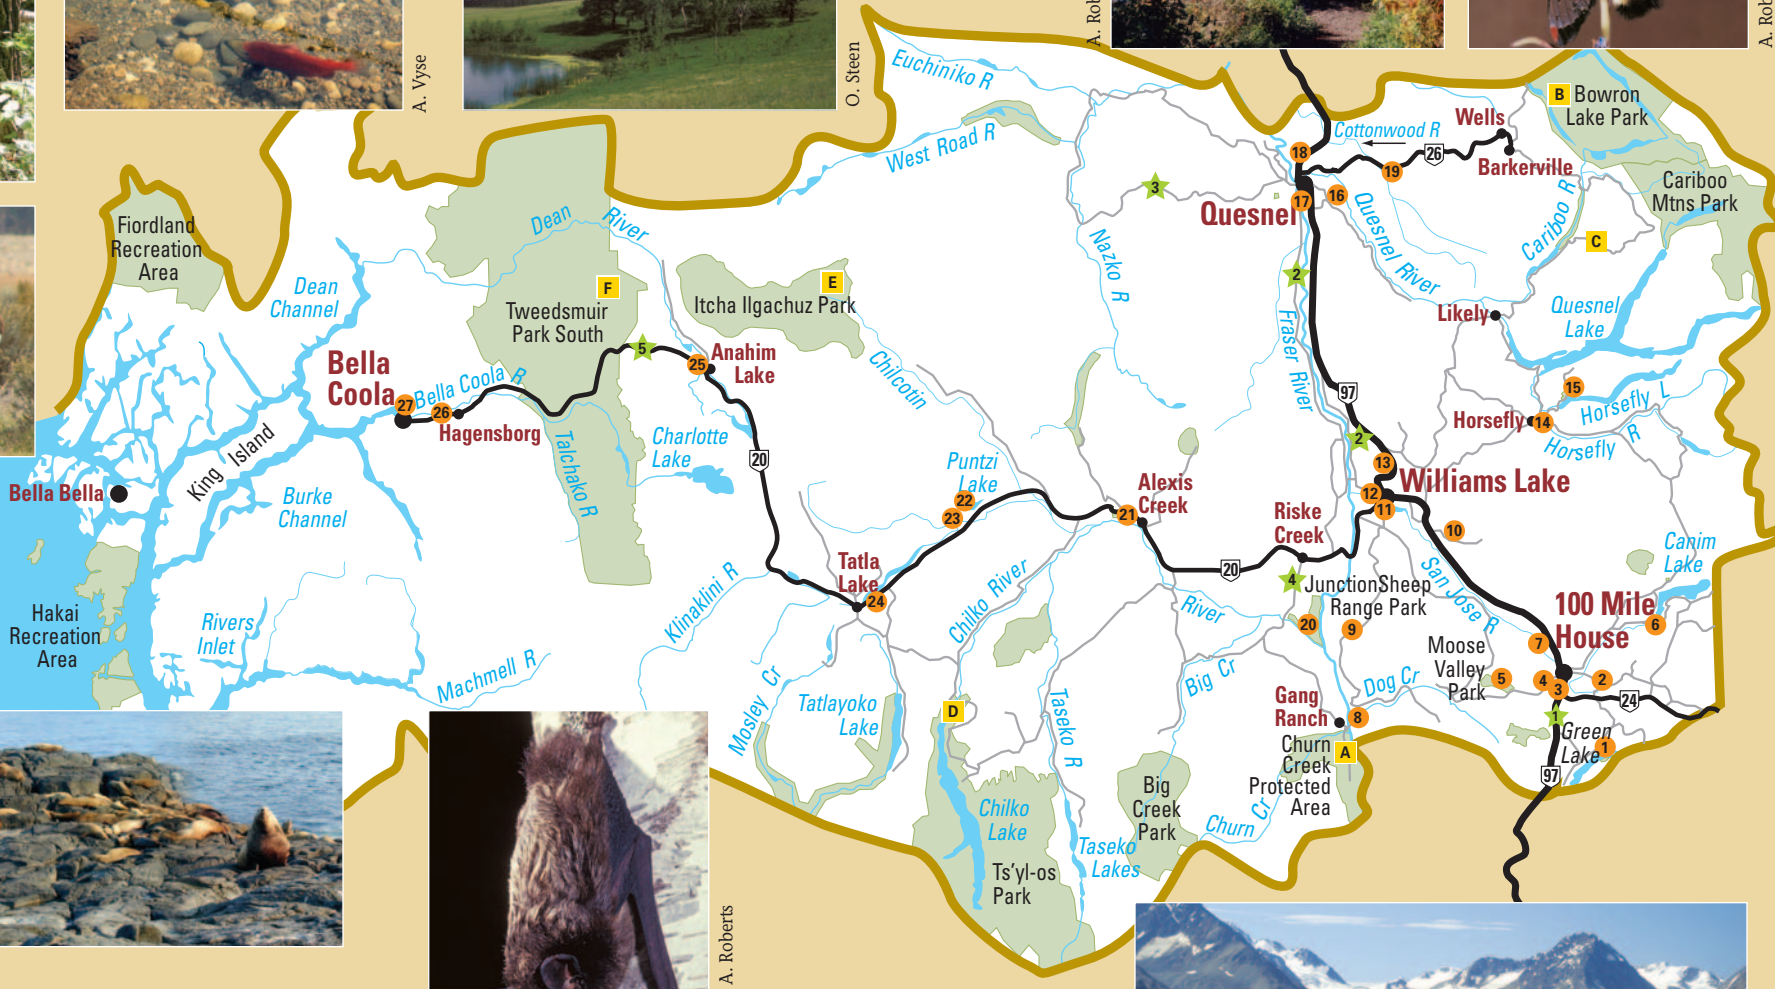 A. Vyse
O. Steen
A. Rob
A. Rob
Euchiniko R
West Road R
Cottonwood R
Wells
26
Barkerville
B
Bowron
Lake Park
Cariboo
Mtns Park
Fiordland
Recreation
Area
Dean
Channel
Dean
River
F
Tweedsmuir
Park South
E
Itcha Ilgachuz Park
Nazko R
3
18
19
17
16
Quesnel
2
Quesnel River
Cariboo R
C
Likely
Quesnel
Lake
Fraser River
97
Bella
Coola
27
26
Bella Coola R
Hagensborg
5
25
Anahim
Lake
Chilcotin
15
Horsefly L
Horsefly
14
Horsefly R
King Island
Talchako R
Charlotte
Lake
20
2
13
12
11
Williams Lake
10
Bella Bella
Burke
Channel
Puntzi
Lake
22
23
21
Alexis
Creek
20
Riske
Creek
4
Junction Sheep
Range Park
20
9
San Jose R
Canim
Lake
100 Mile
House
6
7
Hakai
Recreation
Area
Rivers
Inlet
Machmell R
Klinaklini R
Tatla
Lake
24
Chilko River
River
Big Cr
Dog Cr
Moose
Valley
Park
5
4
3
2
24
1
Green
Lake
1
97
Mosley Cr
Tatlayoko
Lake
D
Taseko R
Gang
Ranch
8
A
Churn
Creek
Protected
Area
Big
Creek
Park
Churn Cr
Chilko
Lake
Taseko
Lakes
Ts'yl-os
Park
A. Roberts